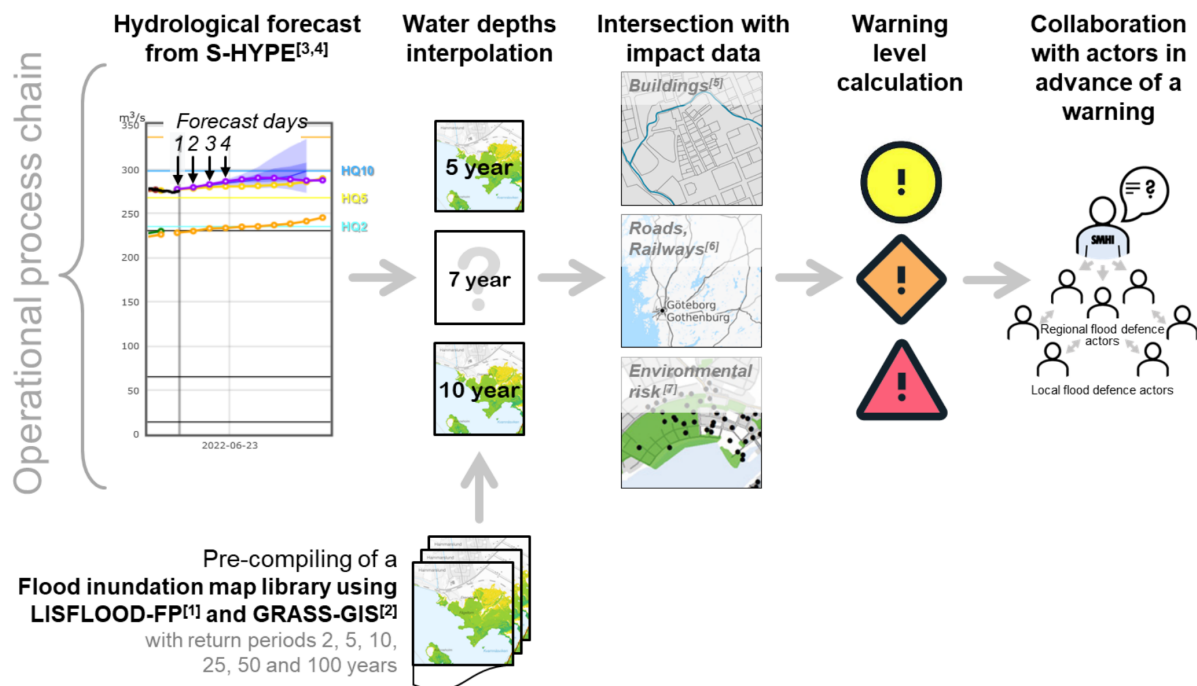 Operational process chain
Hydrological forecast
from S-HYPE[3,4]
m³/s
350
300
250
200
150
100
50
0
Forecast days
1 2 3 4
HQ10
HQ5
HQ2
2022-06-23
Water depths
interpolation
5 year
?
7 year
10 year
Intersection with
impact data
Buildings[5]
Roads,
Railways[6]
Göteborg
Gothenburg
Environmental
risk[7]
Warning
level
calculation
!
!
!
Collaboration
with actors in
advance of a
warning
?
SMHI
Regional flood defence
actors
Local flood defence actors
Pre-compiling of a
Flood inundation map library using
LISFLOOD-FP[1] and GRASS-GIS[2]
with return periods 2, 5, 10,
25, 50 and 100 years